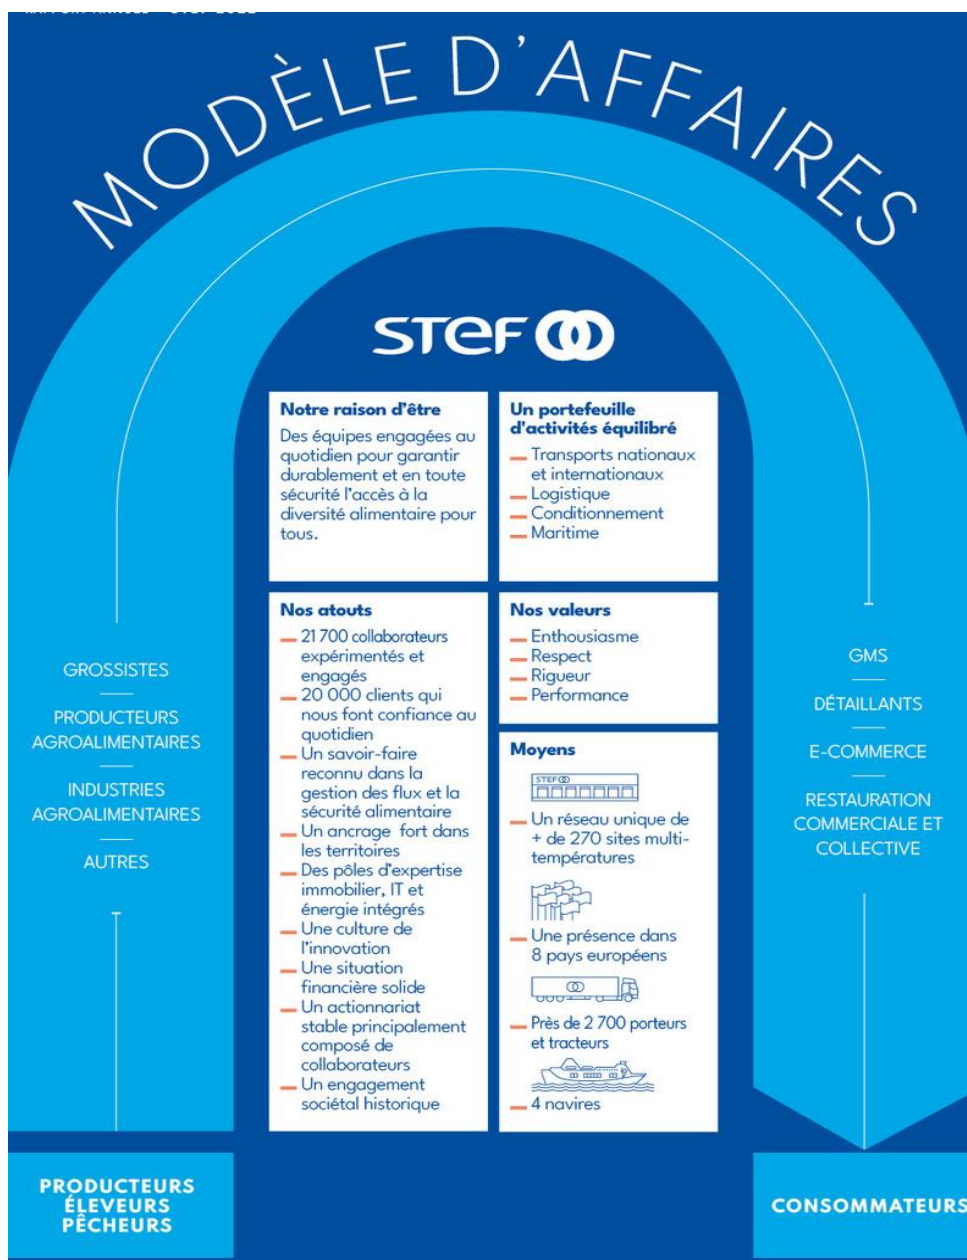 MODÈLE D'AFFAIRES
STEF
Notre raison d'être
Des équipes engagées au
quotidien pour garantir
durablement et en toute
sécurité l'accès à la
diversité alimentaire pour
tous.
Un portefeuille
d'activités équilibré
Transports nationaux
et internationaux
Logistique
Conditionnement
Maritime
Nos atouts
21 700 collaborateurs
expérimentés et
engagés
20 000 clients qui
nous font confiance au
quotidien
Un savoir-faire
reconnu dans la
gestion des flux et la
sécurité alimentaire
Un ancrage fort dans
les territoires
Des pôles d'expertise
immobilier, IT et
énergie intégrés
Une culture de
l'innovation
Une situation
financière solide
Un actionnariat
stable principalement
composé de
collaborateurs
Un engagement
sociétal historique
Nos valeurs
Enthousiasme
Respect
Rigueur
Performance
Moyens
STEF
Un réseau unique de
+ de 270 sites multi-
températures
Une présence dans
8 pays européens
Près de 2 700 porteurs
et tracteurs
4 navires
GROSSISTES
PRODUCTEURS
AGROALIMENTAIRES
INDUSTRIES
AGROALIMENTAIRES
AUTRES
PRODUCTEURS
ÉLEVEURS
PÊCHEURS
GMS
DÉTAILLANTS
E-COMMERCE
RESTAURATION
COMMERCIALE ET
COLLECTIVE
CONSOMMATEURS